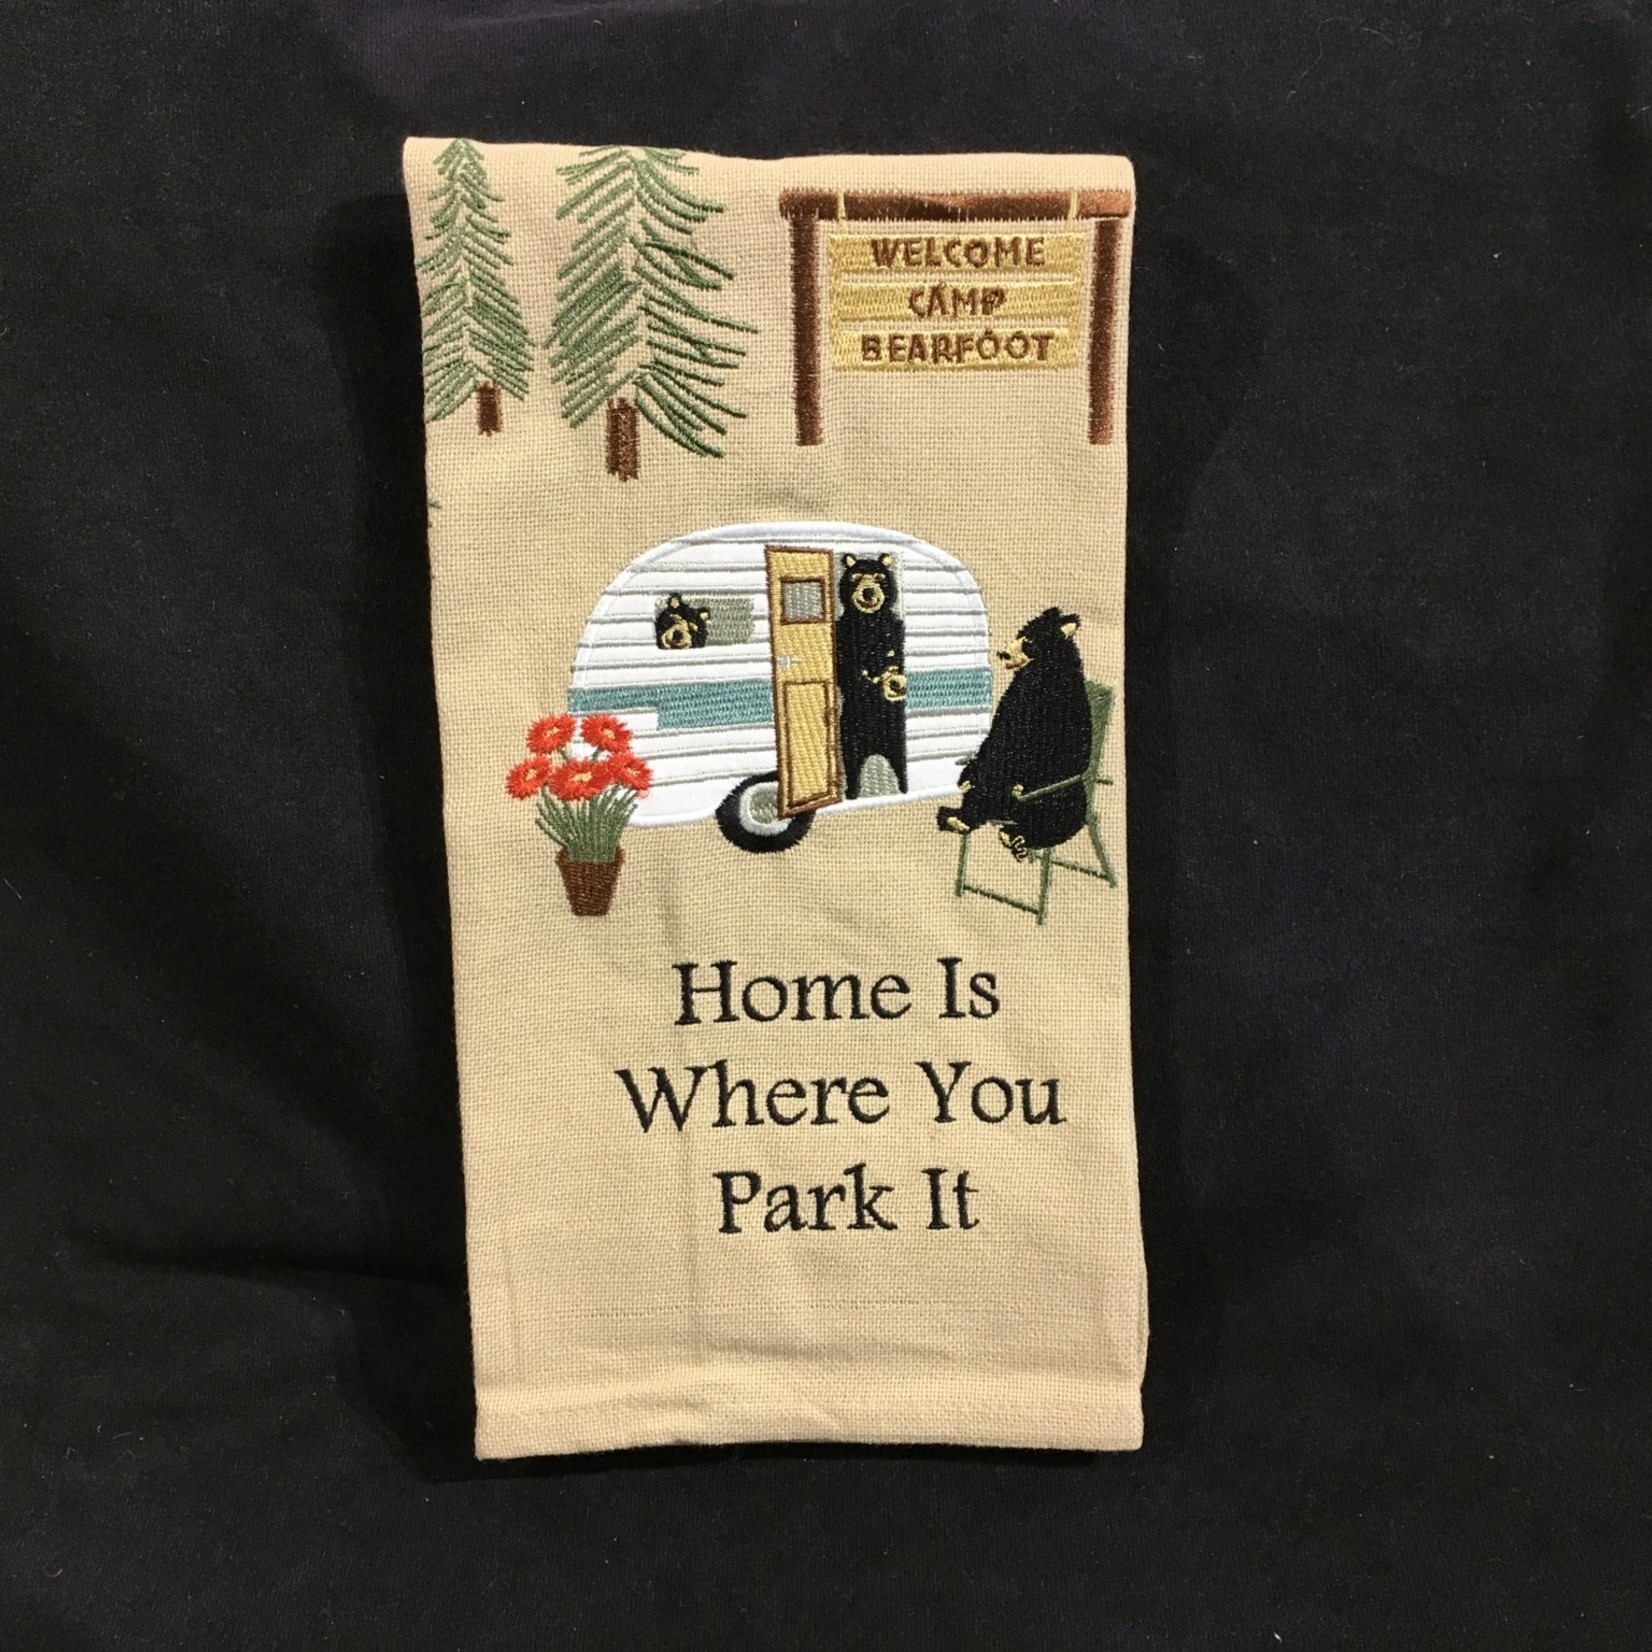 WELCOME
CAMP
BEARFOOT
Home Is
Where You
Park It